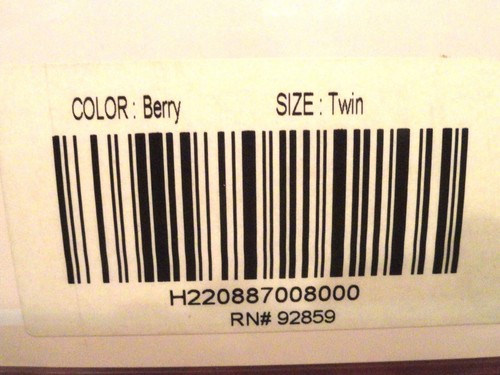 COLOR : Berry SIZE : Twin
H220887008000
RN# 92859